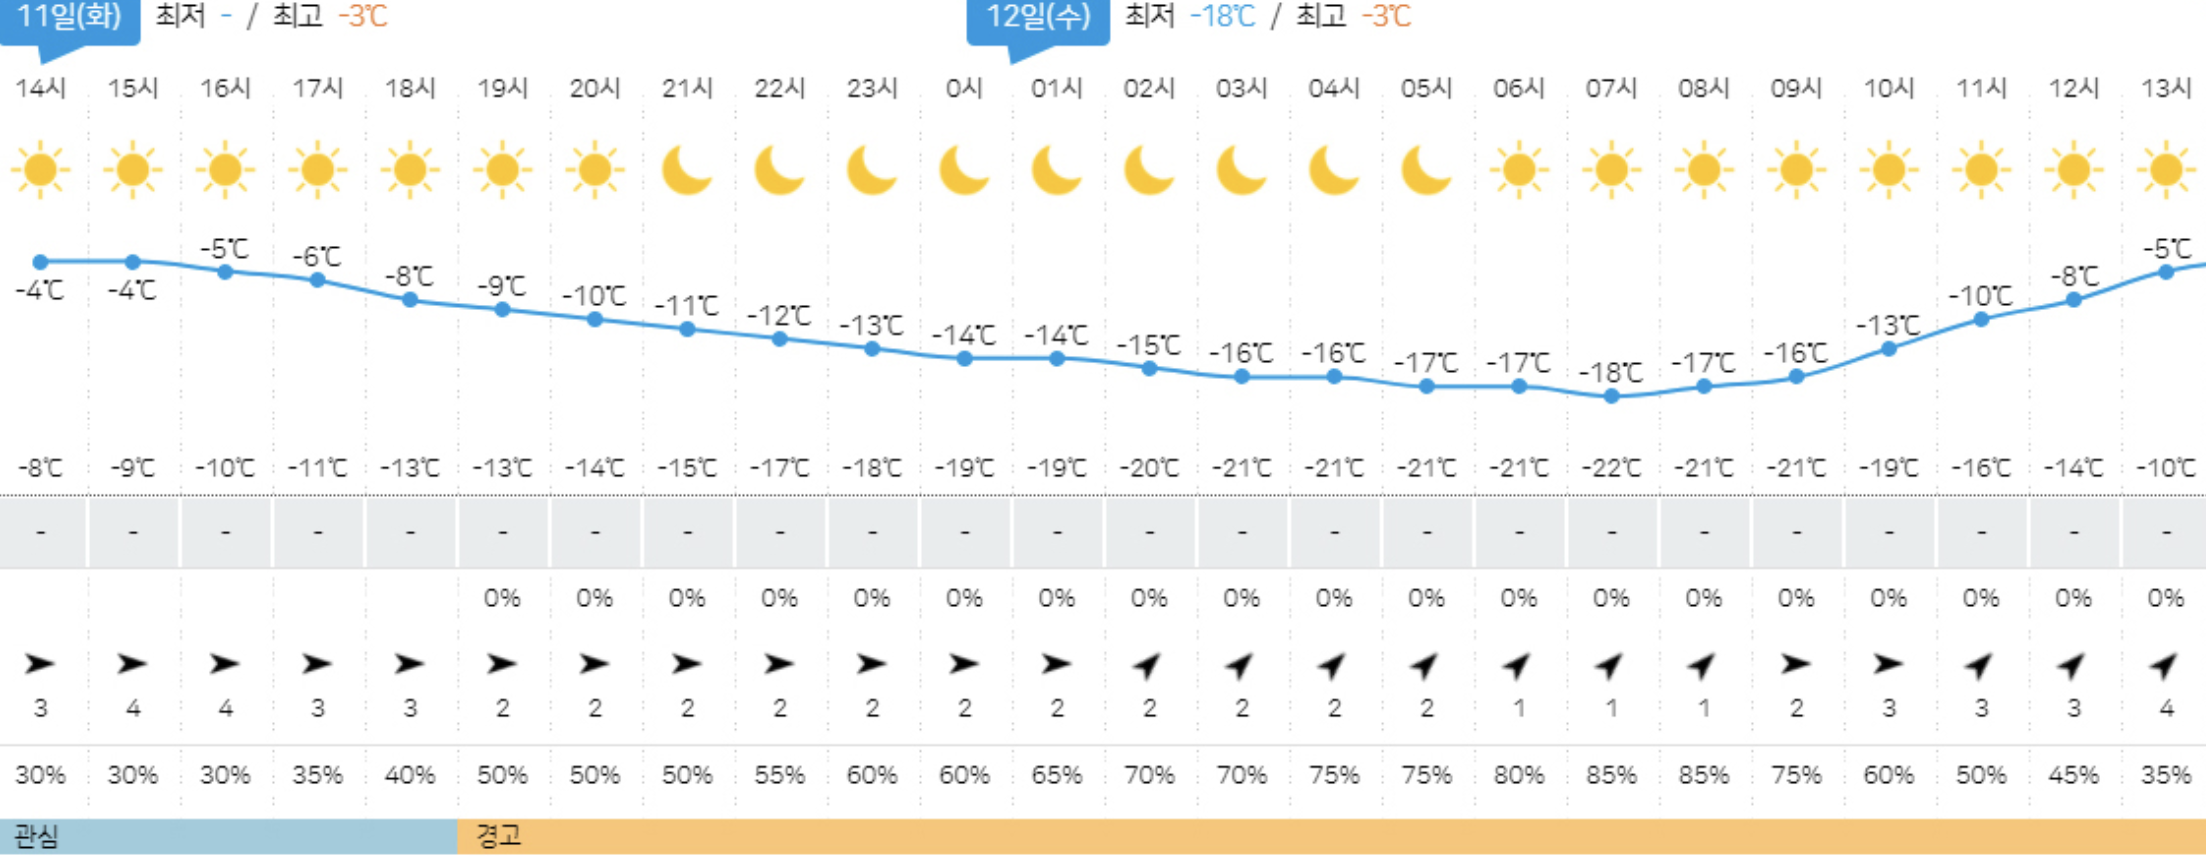 11일(화) 최저 - / 최고 -3℃ 12일(수) 최저 -18℃ / 최고 -3℃
14시 15시 16시 17시 18시 19시 20시 21시 22시 23시 0시 01시 02시 03시 04시 05시 06시 07시 08시 09시 10시 11시 12시 13시
-4℃ -4℃ -5℃ -6℃ -8℃ -9℃ -10℃ -11℃ -12℃ -13℃ -14℃ -14℃ -15℃ -16℃ -16℃ -17℃ -17℃ -18℃ -17℃ -16℃ -13℃ -10℃ -8℃ -5℃
-8℃ -9℃ -10℃ -11℃ -13℃ -13℃ -14℃ -15℃ -17℃ -18℃ -19℃ -19℃ -20℃ -21℃ -21℃ -21℃ -21℃ -22℃ -21℃ -21℃ -19℃ -16℃ -14℃ -10℃
- - - - - - - - - - - - - - - - - - - - - - - -
0% 0% 0% 0% 0% 0% 0% 0% 0% 0% 0% 0% 0% 0% 0% 0% 0% 0% 0%
3 4 4 3 3 2 2 2 2 2 2 2 2 2 2 2 1 1 1 2 3 3 3 4
30% 30% 30% 35% 40% 50% 50% 50% 55% 60% 60% 65% 70% 70% 75% 75% 80% 85% 85% 75% 60% 50% 45% 35%
관심 경고